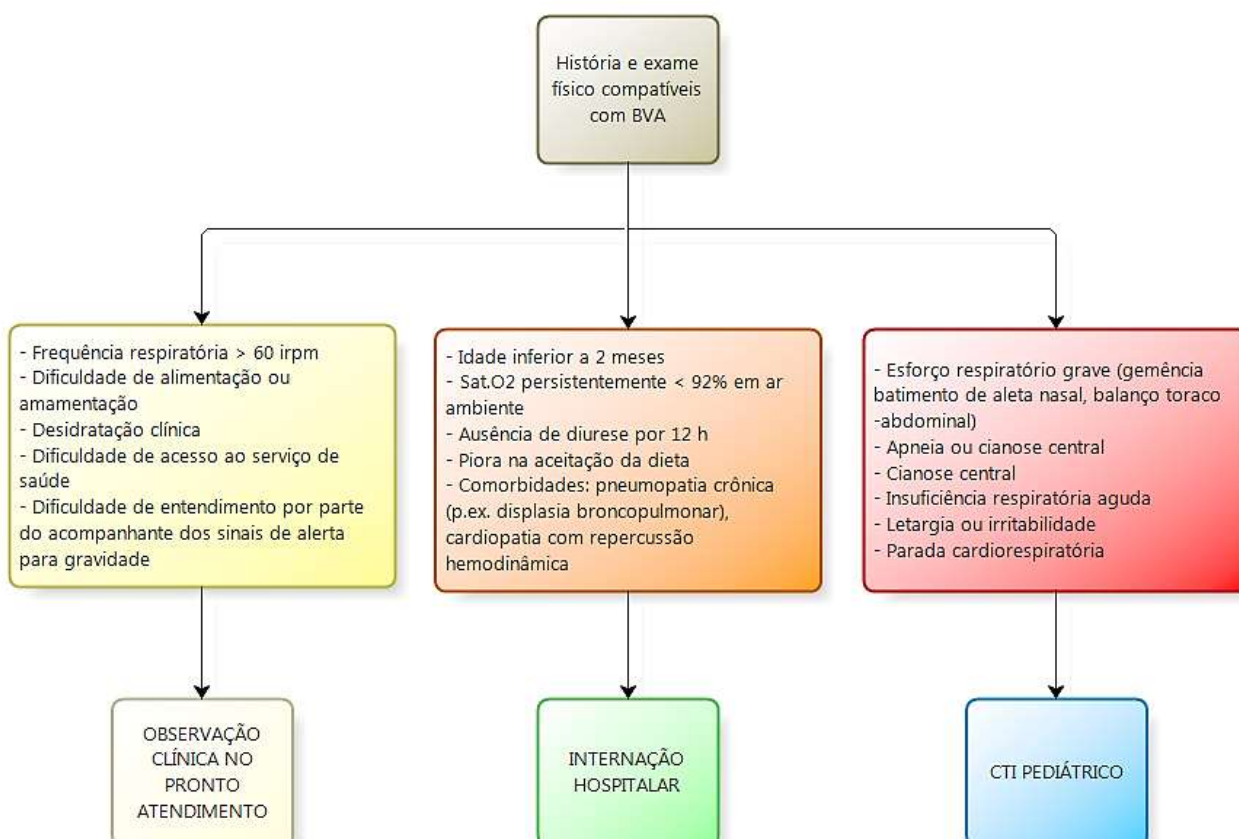 História e exame
físico compatíveis
com BVA
- Frequência respiratória > 60 irpm
- Dificuldade de alimentação ou
amamentação
- Desidratação clínica
- Dificuldade de acesso ao serviço de
saúde
- Dificuldade de entendimento por parte
do acompanhante dos sinais de alerta
para gravidade
- Idade inferior a 2 meses
- Sat.O2 persistentemente < 92% em ar
ambiente
- Ausência de diurese por 12 h
- Piora na aceitação da dieta
- Comorbidades: pneumopatia crônica
(p.ex. displasia broncopulmonar),
cardiopatia com repercussão
hemodinâmica
- Esforço respiratório grave (gemência
batimento de aleta nasal, balanço toraco
-abdominal)
- Apneia ou cianose central
- Cianose central
- Insuficiência respiratória aguda
- Letargia ou irritabilidade
- Parada cardiorespiratória
OBSERVAÇÃO
CLÍNICA NO
PRONTO
ATENDIMENTO
INTERNAÇÃO
HOSPITALAR
CTI PEDIÁTRICO